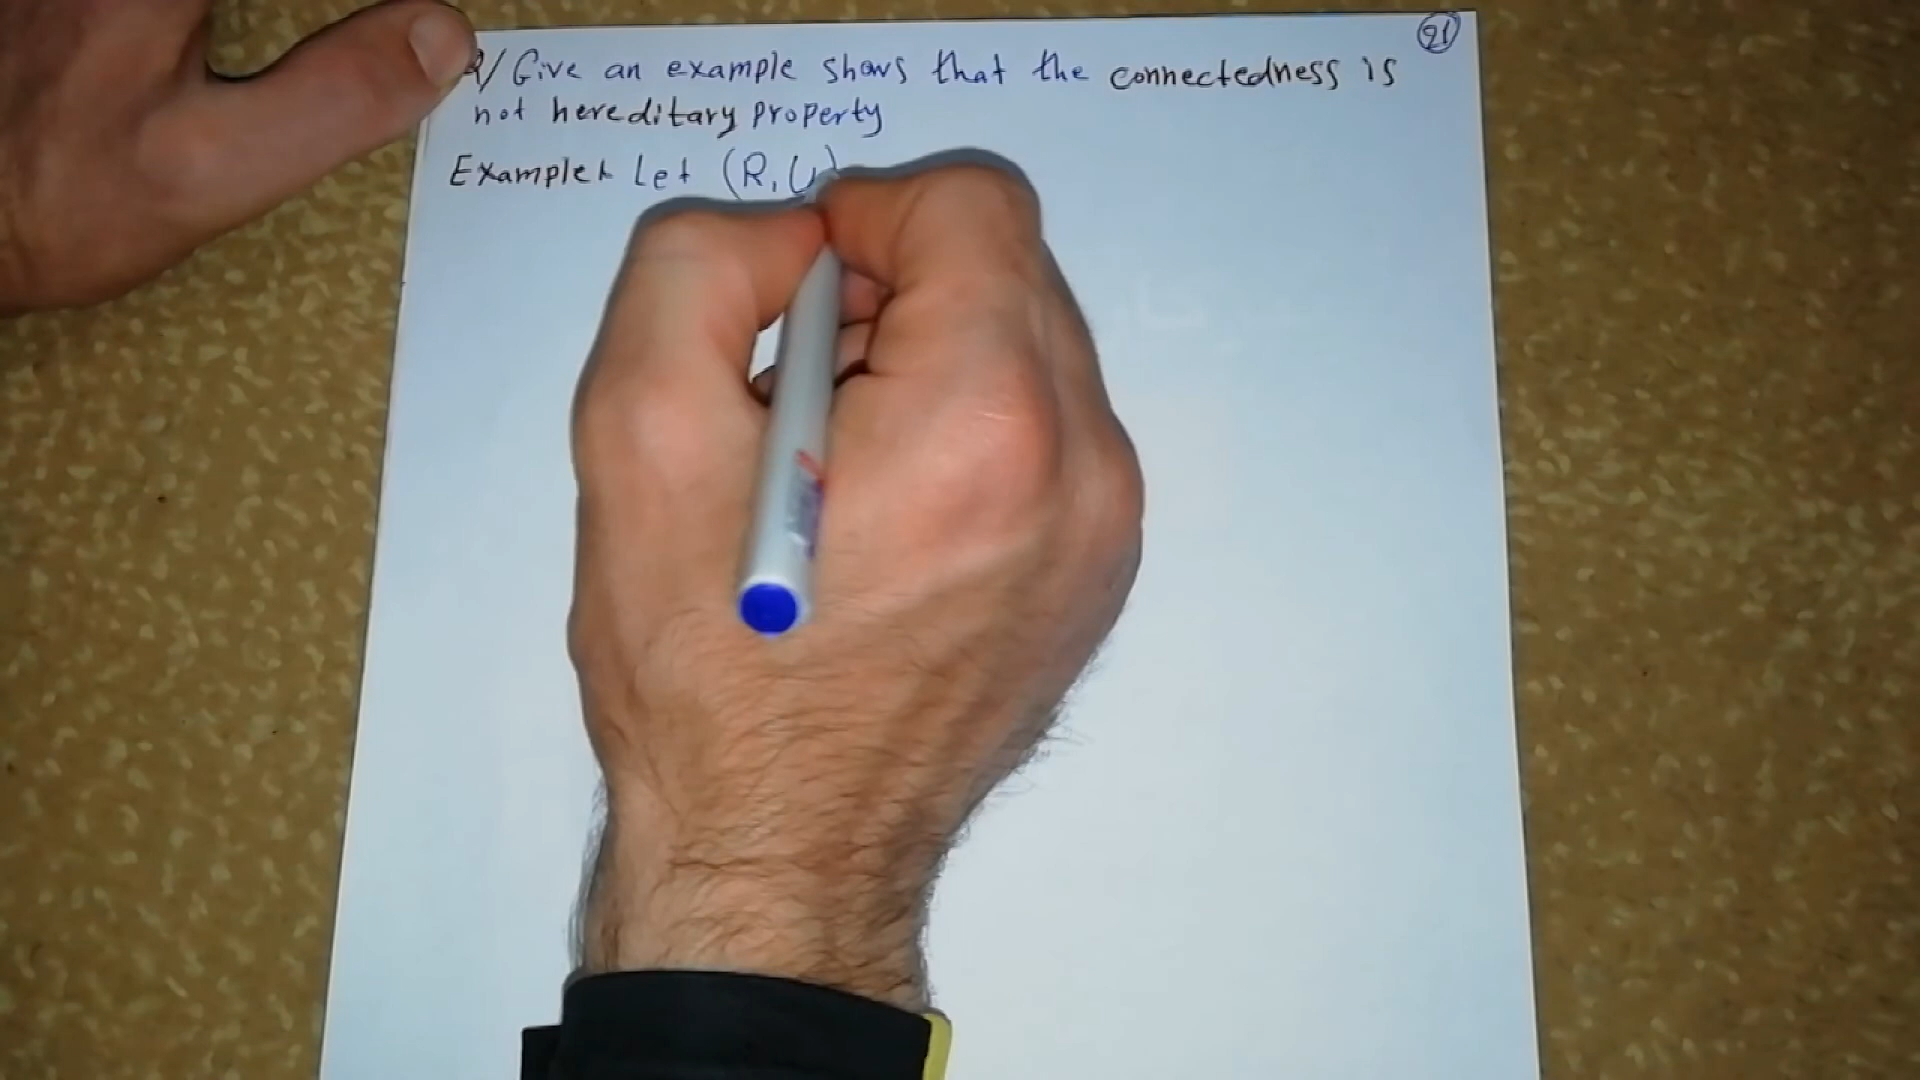 21
Q/ Give an example shows that the connectedness is
not hereditary property
Example: Let (R, U)